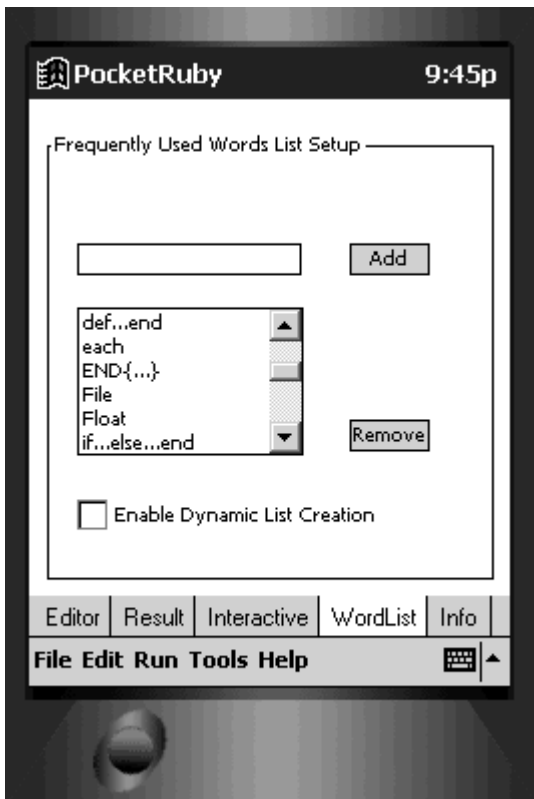 PocketRuby 9:45p
Frequently Used Words List Setup
Add
def...end
each
END{...}
File
Float
if...else...end
Remove
Enable Dynamic List Creation
Editor Result Interactive WordList Info
File Edit Run Tools Help